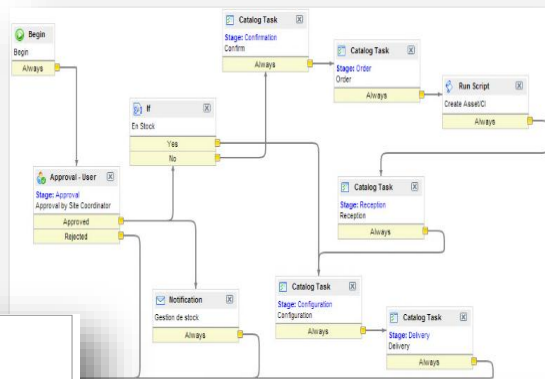 Begin
Begin
Always
Approval - User
Stage: Approval
Approval by Site Coordinator
Approved
Rejected
If
En Stock
Yes
No
Notification
Gestion de stock
Always
Catalog Task
Stage: Confirmation
Confirm
Always
Catalog Task
Stage: Order
Order
Always
Run Script
Create Asset/CI
Always
Catalog Task
Stage: Reception
Reception
Always
Catalog Task
Stage: Configuration
Configuration
Always
Catalog Task
Stage: Delivery
Delivery
Always